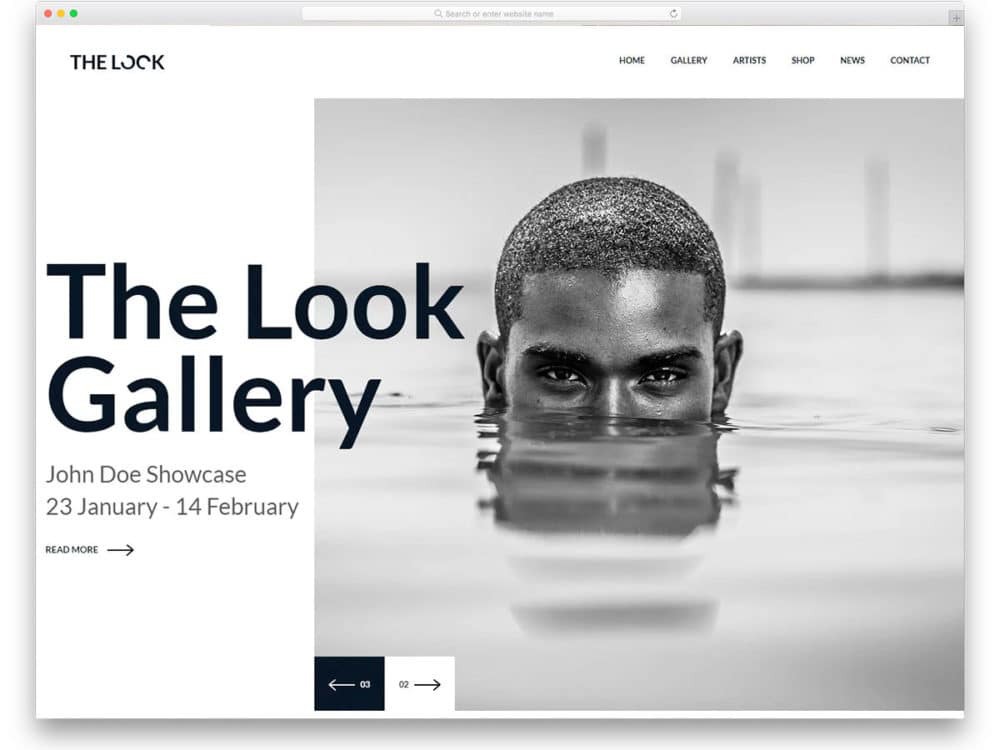 Search or enter website name
THE LOOK
HOME GALLERY ARTISTS SHOP NEWS CONTACT
The Look
Gallery
John Doe Showcase
23 January - 14 February
READ MORE
03 02